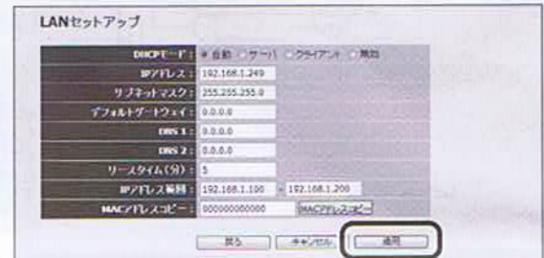 LANセットアップ
DHCPモード： 自動 サーバ クライアント 無効
IPアドレス： 192.168.1.249
サブネットマスク： 255.255.255.0
デフォルトゲートウェイ： 0.0.0.0
DNS 1： 0.0.0.0
DNS 2： 0.0.0.0
リースタイム(分)： 5
IPアドレス範囲： 192.168.1.100 - 192.168.1.200
MACアドレスコピー： 000000000000 MACアドレスコピー
戻る キャンセル 適用